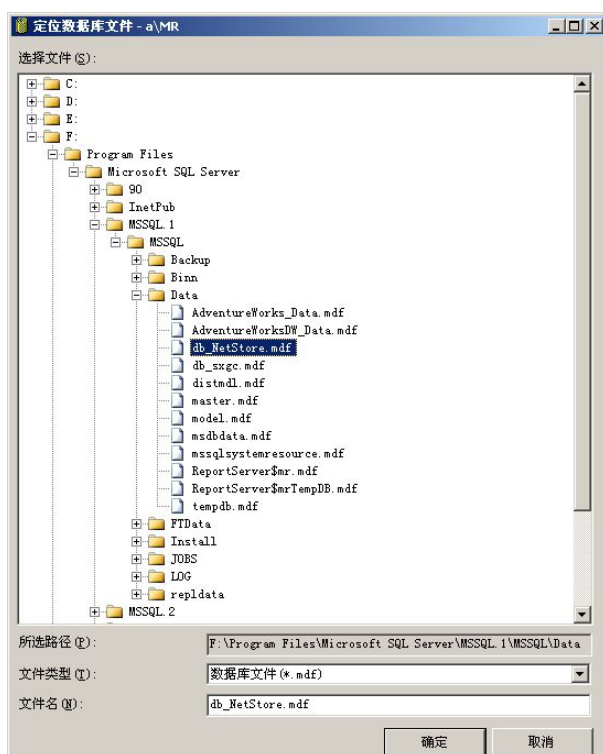 定位数据库文件 - a\MR
选择文件(S):
C:
D:
E:
F:
Program Files
Microsoft SQL Server
90
InetPub
MSSQL.1
MSSQL
Backup
Binn
Data
AdventureWorks_Data.mdf
AdventureWorksDW_Data.mdf
db_NetStore.mdf
db_sxgc.mdf
distmdl.mdf
master.mdf
model.mdf
msdbdata.mdf
mssqlsystemresource.mdf
ReportServer$mr.mdf
ReportServer$mrTempDB.mdf
tempdb.mdf
FTData
Install
JOBS
LOG
repldata
MSSQL.2
所选路径(P): F:\Program Files\Microsoft SQL Server\MSSQL.1\MSSQL\Data
文件类型(T): 数据库文件(*.mdf)
文件名(N): db_NetStore.mdf
确定 取消